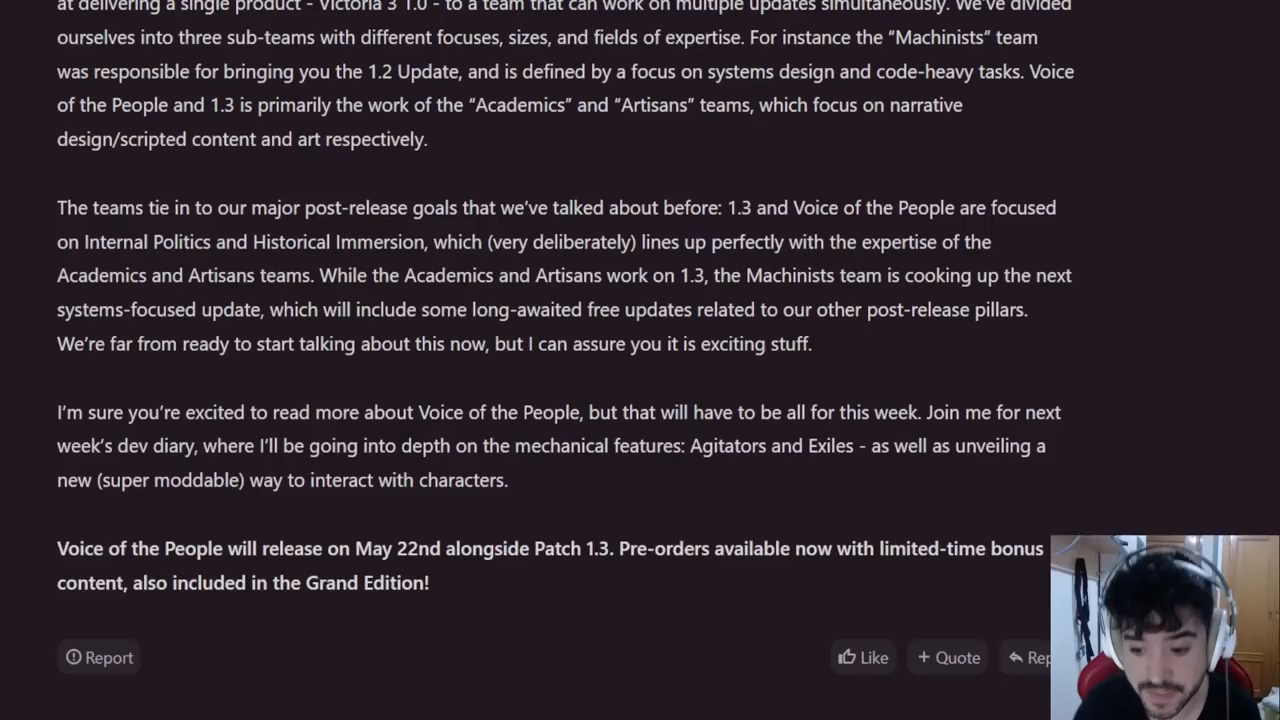 at delivering a single product - Victoria 3 1.0 - to a team that can work on multiple updates simultaneously. We've divided
ourselves into three sub-teams with different focuses, sizes, and fields of expertise. For instance the “Machinists” team
was responsible for bringing you the 1.2 Update, and is defined by a focus on systems design and code-heavy tasks. Voice
of the People and 1.3 is primarily the work of the “Academics” and “Artisans” teams, which focus on narrative
design/scripted content and art respectively.
The teams tie in to our major post-release goals that we’ve talked about before: 1.3 and Voice of the People are focused
on Internal Politics and Historical Immersion, which (very deliberately) lines up perfectly with the expertise of the
Academics and Artisans teams. While the Academics and Artisans work on 1.3, the Machinists team is cooking up the next
systems-focused update, which will include some long-awaited free updates related to our other post-release pillars.
We’re far from ready to start talking about this now, but I can assure you it is exciting stuff.
I’m sure you’re excited to read more about Voice of the People, but that will have to be all for this week. Join me for next
week’s dev diary, where I’ll be going into depth on the mechanical features: Agitators and Exiles - as well as unveiling a
new (super moddable) way to interact with characters.
Voice of the People will release on May 22nd alongside Patch 1.3. Pre-orders available now with limited-time bonus
content, also included in the Grand Edition!
Report Like + Quote Rep